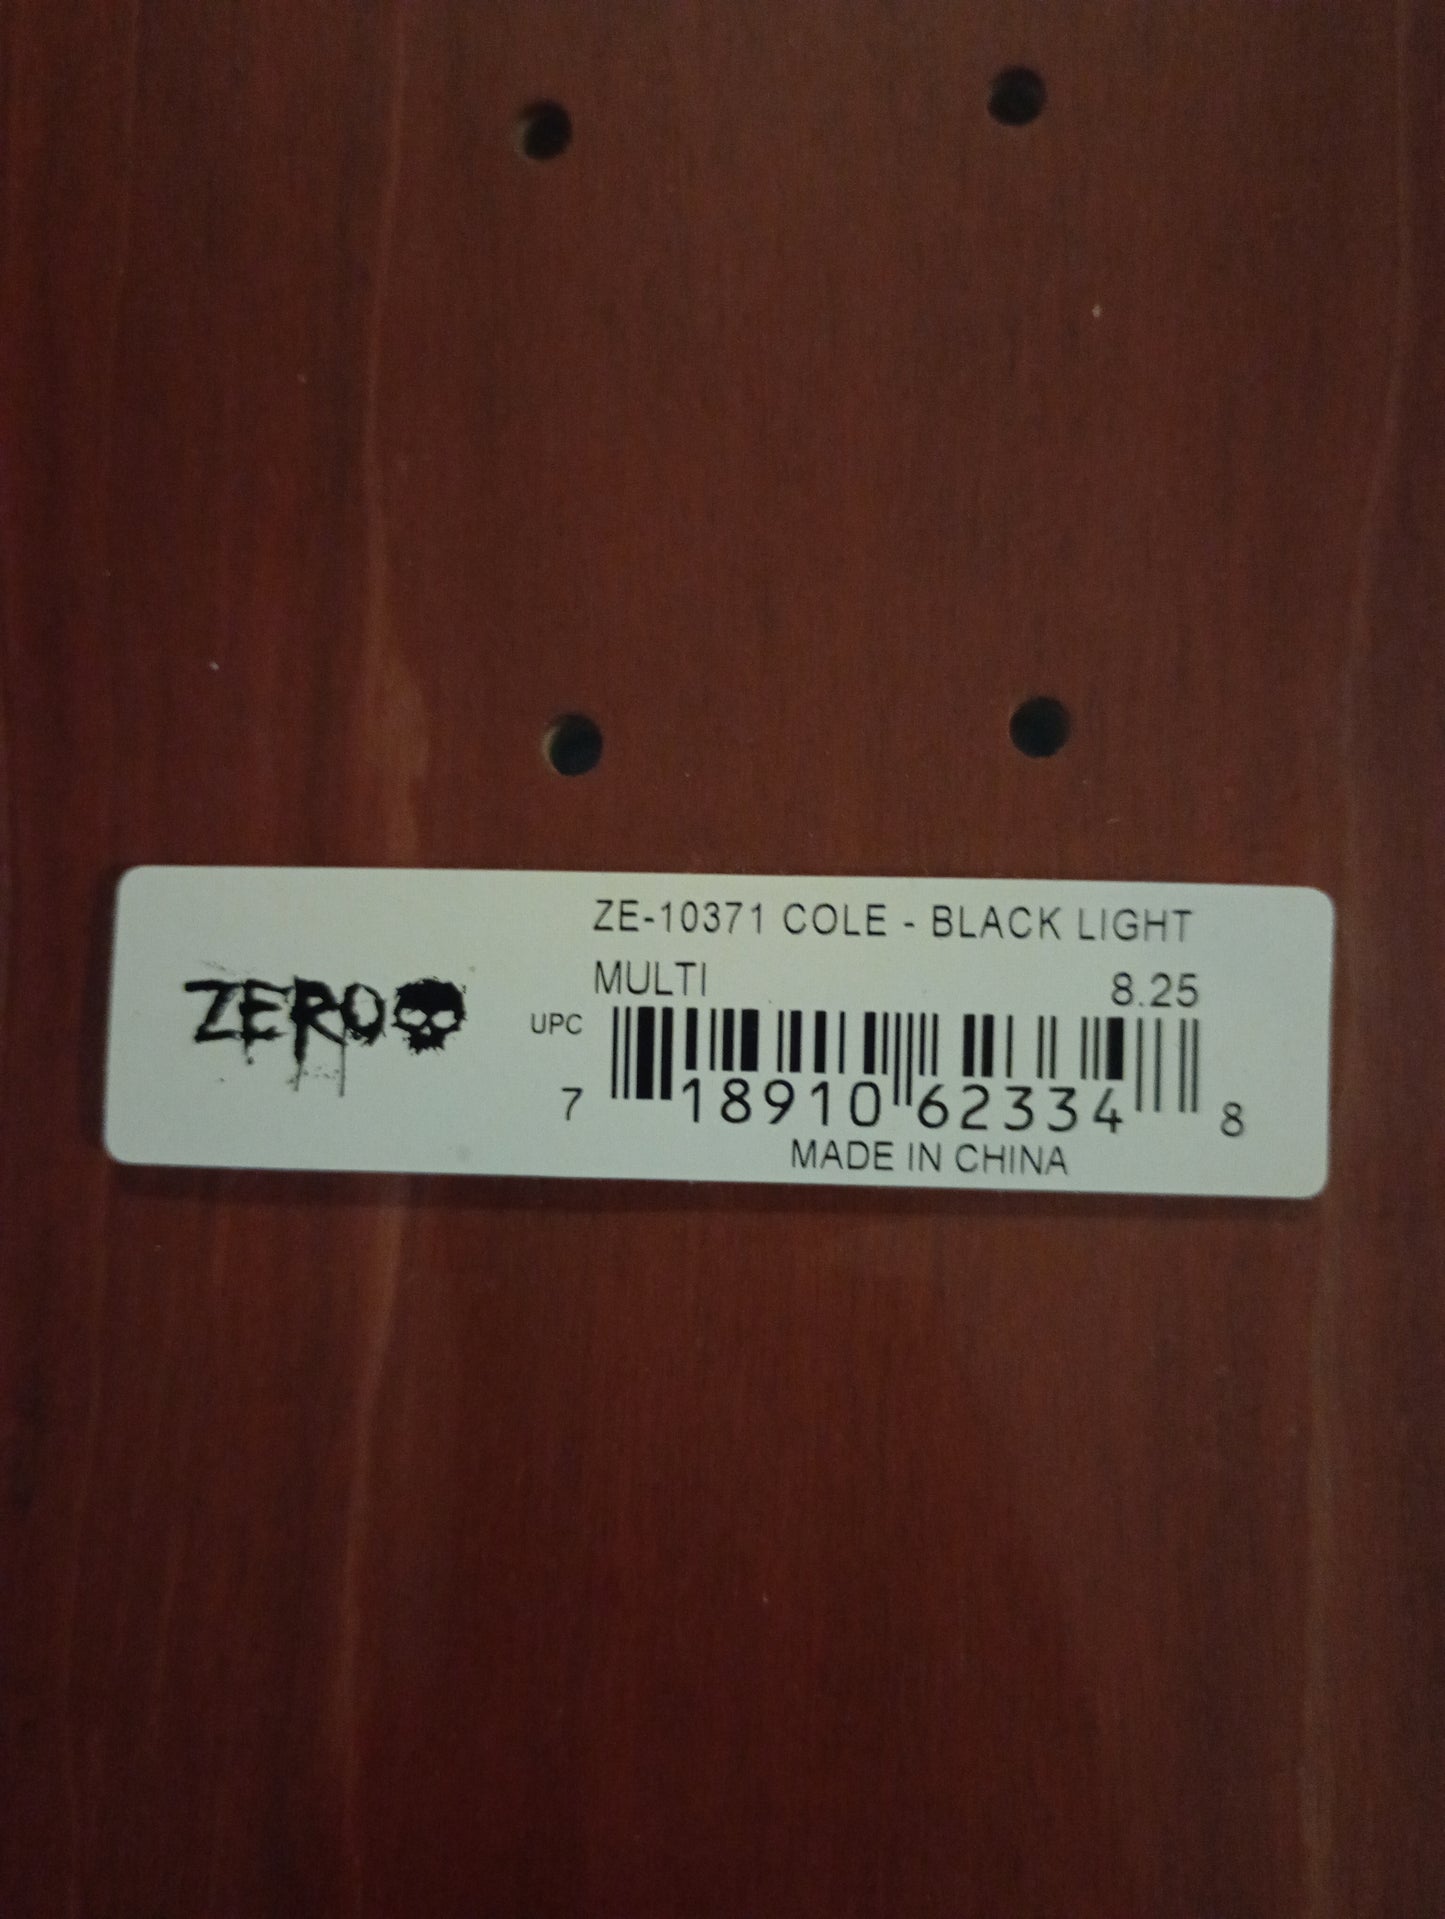 ZERO
ZE-10371 COLE - BLACK LIGHT
MULTI 8.25
UPC
7 18910 62334 8
MADE IN CHINA